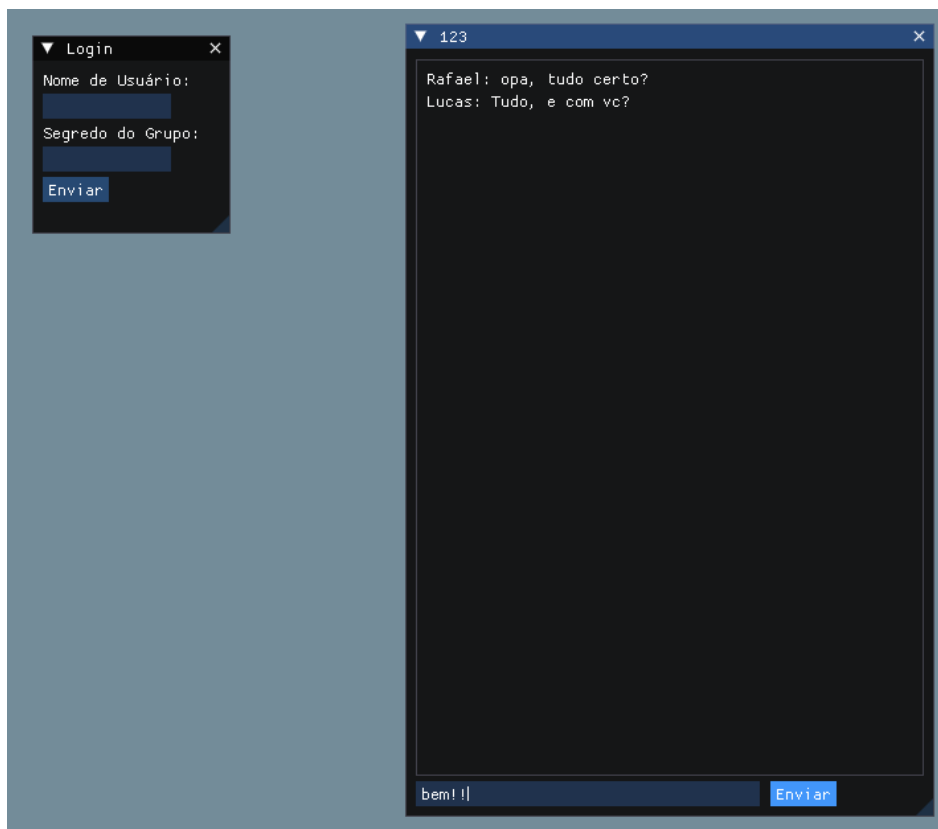 Login
Nome de Usuário:
Segredo do Grupo:
Enviar
123
Rafael: opa, tudo certo?
Lucas: Tudo, e com vc?
bem!!
Enviar